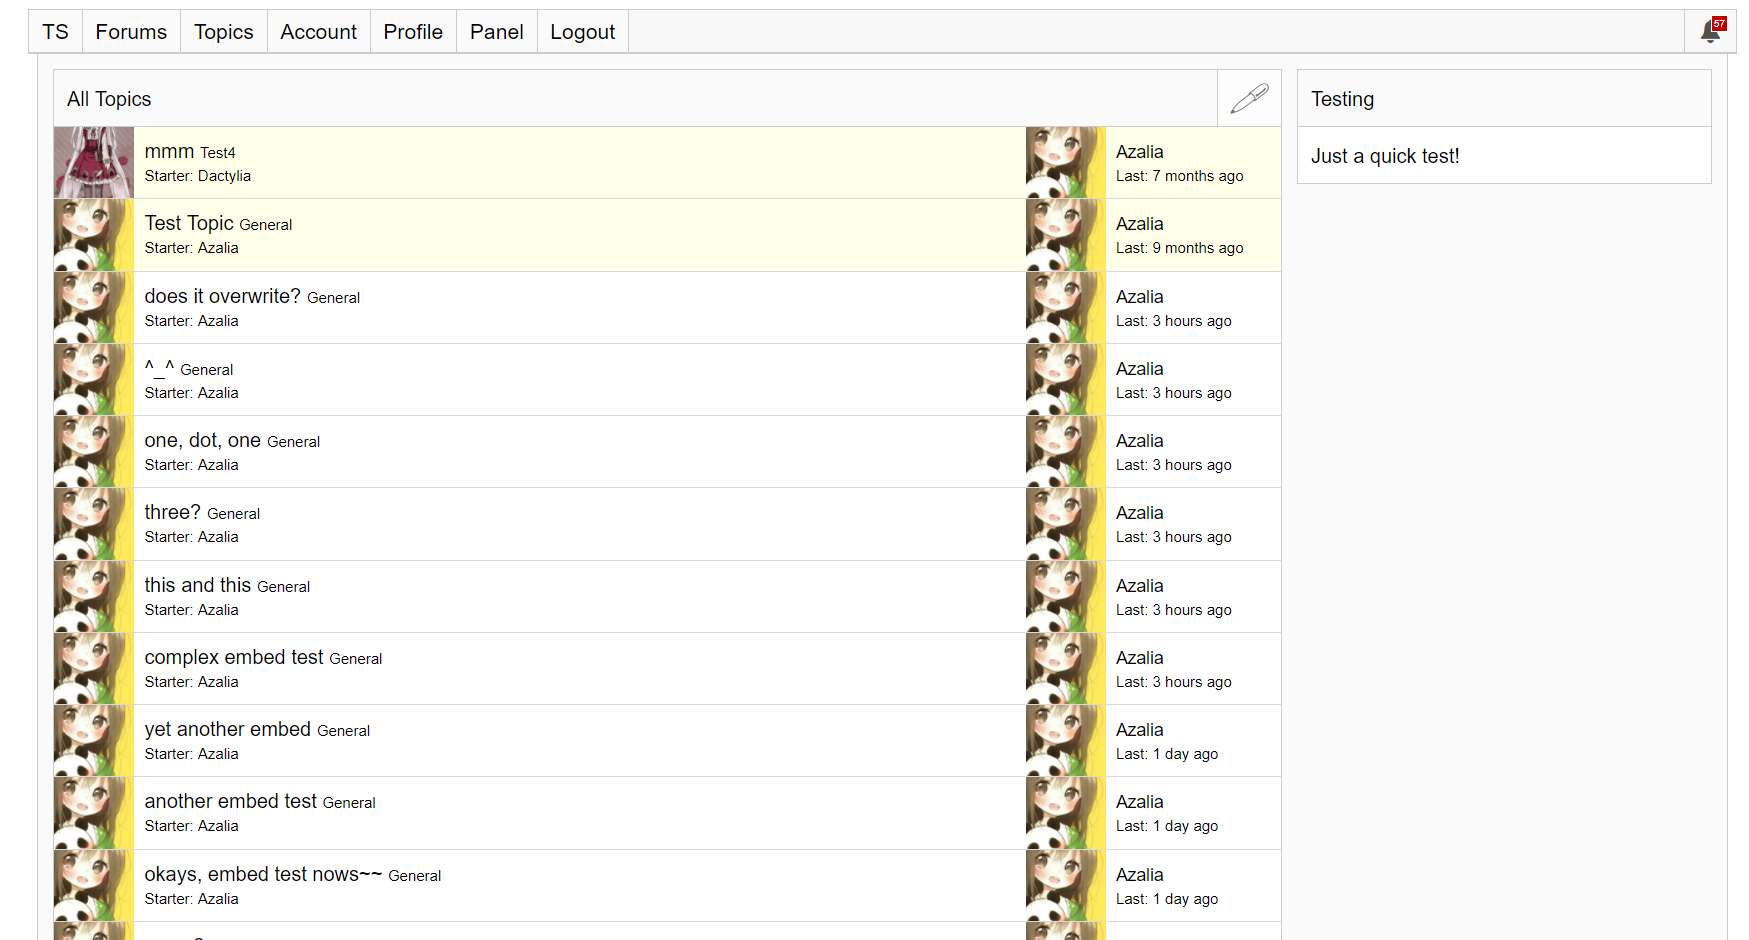 TS Forums Topics Account Profile Panel Logout 57
All Topics
Testing
Just a quick test!
mmm Test4
Starter: Dactylia
Azalia
Last: 7 months ago
Test Topic General
Starter: Azalia
Azalia
Last: 9 months ago
does it overwrite? General
Starter: Azalia
Azalia
Last: 3 hours ago
^_^ General
Starter: Azalia
Azalia
Last: 3 hours ago
one, dot, one General
Starter: Azalia
Azalia
Last: 3 hours ago
three? General
Starter: Azalia
Azalia
Last: 3 hours ago
this and this General
Starter: Azalia
Azalia
Last: 3 hours ago
complex embed test General
Starter: Azalia
Azalia
Last: 3 hours ago
yet another embed General
Starter: Azalia
Azalia
Last: 1 day ago
another embed test General
Starter: Azalia
Azalia
Last: 1 day ago
okays, embed test nows~~ General
Starter: Azalia
Azalia
Last: 1 day ago